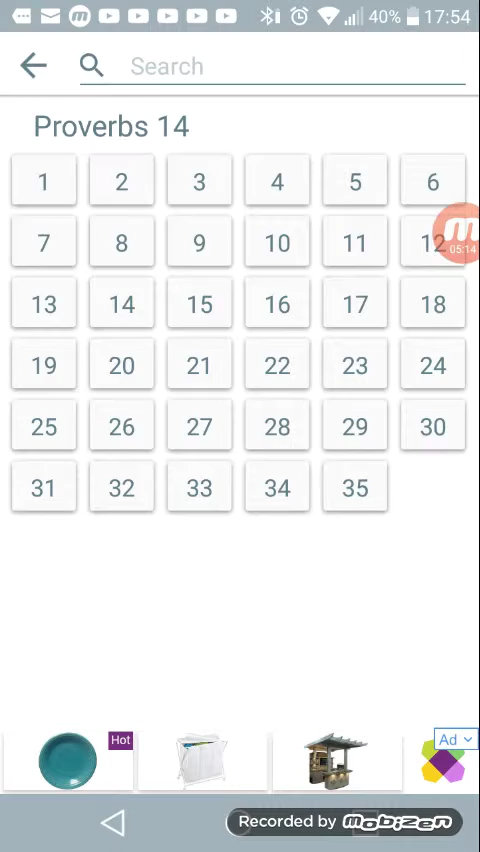 40% 17:54
Search
Proverbs 14
1 2 3 4 5 6
7 8 9 10 11 12
05:14
13 14 15 16 17 18
19 20 21 22 23 24
25 26 27 28 29 30
31 32 33 34 35
Hot
Ad
Recorded by mobizen